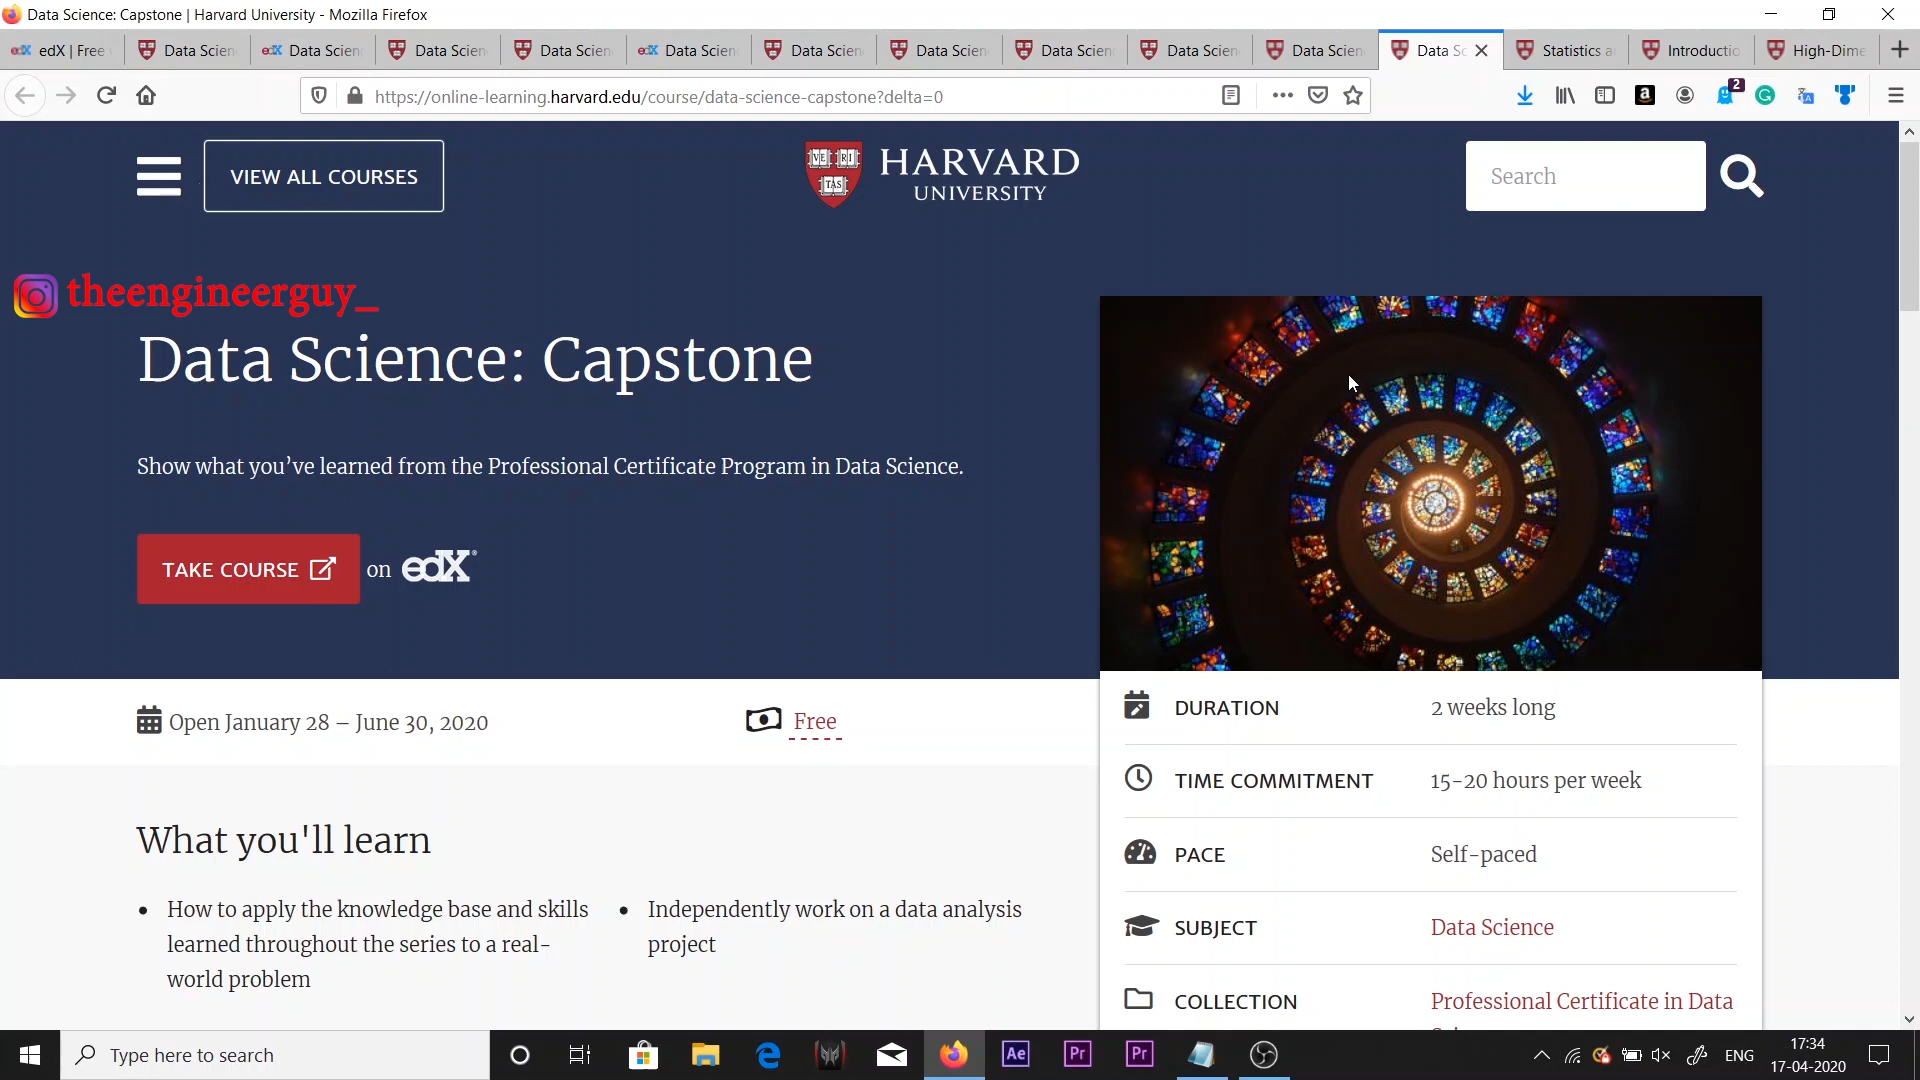 Data Science: Capstone | Harvard University - Mozilla Firefox
edX | Free
Data Scien
Data Scien
Data Scien
Data Scien
Data Scien
Data Scien
Data Scien
Data Scien
Data Scien
Data Scien
Data Sc
Statistics a
Introductio
High-Dime
https://online-learning.harvard.edu/course/data-science-capstone?delta=0
2
VIEW ALL COURSES
VE RI TAS
HARVARD
UNIVERSITY
Search
theengineerguy_
Data Science: Capstone
Show what you’ve learned from the Professional Certificate Program in Data Science.
TAKE COURSE
on edX
Open January 28 – June 30, 2020
Free
DURATION 2 weeks long
TIME COMMITMENT 15-20 hours per week
PACE Self-paced
SUBJECT Data Science
COLLECTION Professional Certificate in Data
What you'll learn
How to apply the knowledge base and skills
learned throughout the series to a real-
world problem
Independently work on a data analysis
project
Type here to search
Ae
Pr
Pr
ENG
17:34
17-04-2020